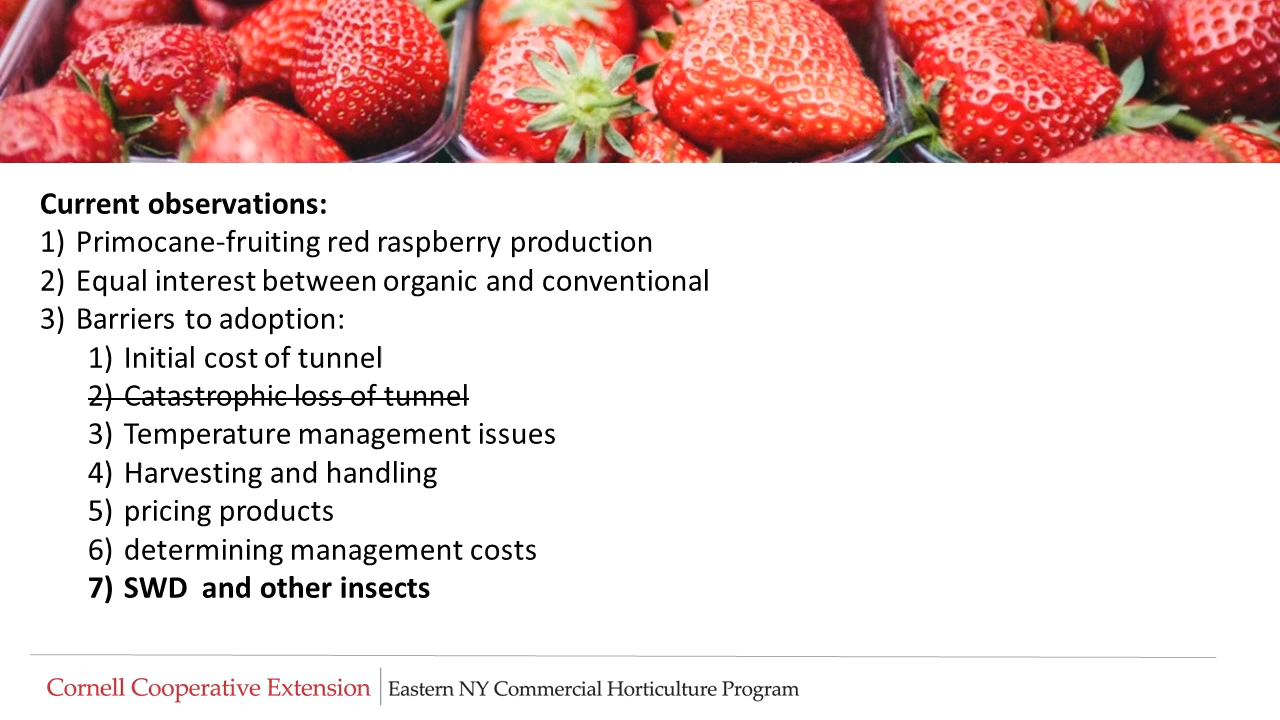 Current observations:
1) Primocane-fruiting red raspberry production
2) Equal interest between organic and conventional
3) Barriers to adoption:
1) Initial cost of tunnel
2) Catastrophic loss of tunnel
3) Temperature management issues
4) Harvesting and handling
5) pricing products
6) determining management costs
7) SWD and other insects
Cornell Cooperative Extension | Eastern NY Commercial Horticulture Program